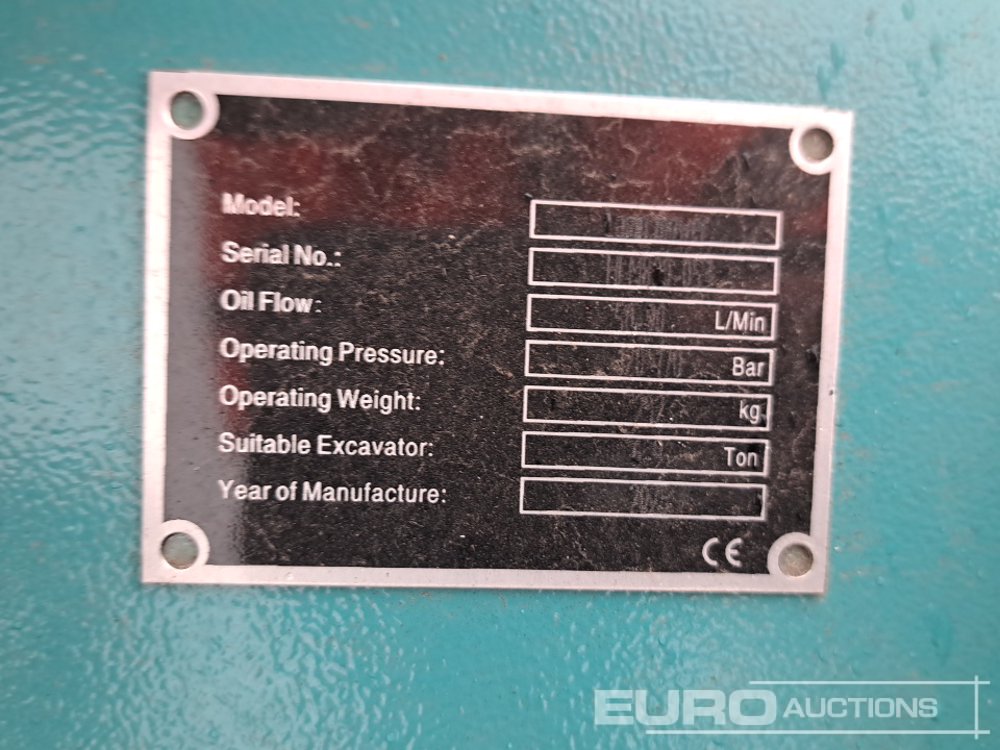 Model:
Serial No.:
Oil Flow: L/Min
Operating Pressure: Bar
Operating Weight: kg
Suitable Excavator: Ton
Year of Manufacture:
CE
EURO AUCTIONS